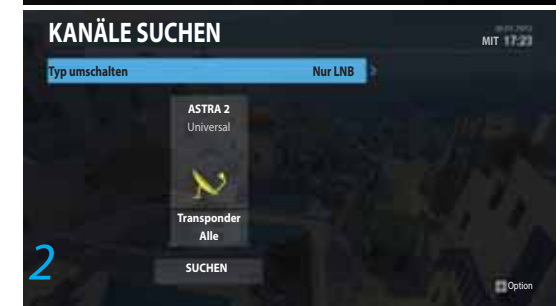 KANÄLE SUCHEN
MIT 17:23
Typ umschalten Nur LNB
ASTRA 2
Universal
Transponder
Alle
2
SUCHEN
Option